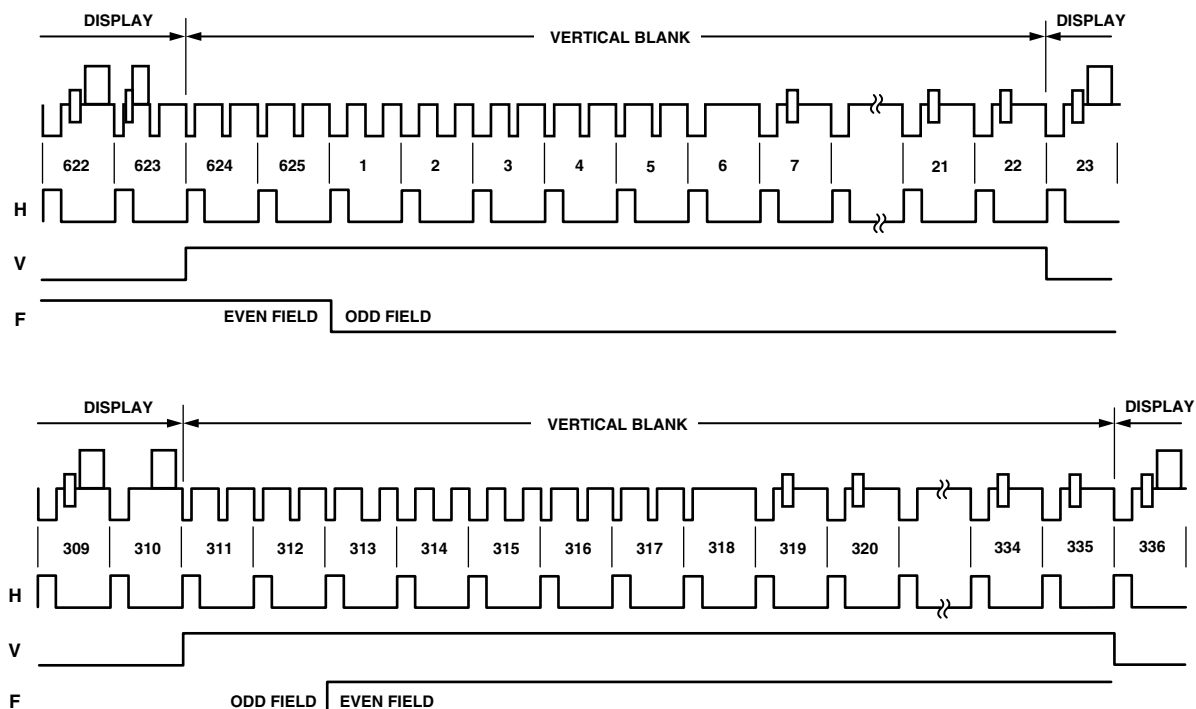 DISPLAY VERTICAL BLANK DISPLAY
622 623 624 625 1 2 3 4 5 6 7 21 22 23
H
V
F EVEN FIELD ODD FIELD
DISPLAY VERTICAL BLANK DISPLAY
309 310 311 312 313 314 315 316 317 318 319 320 334 335 336
H
V
F ODD FIELD EVEN FIELD